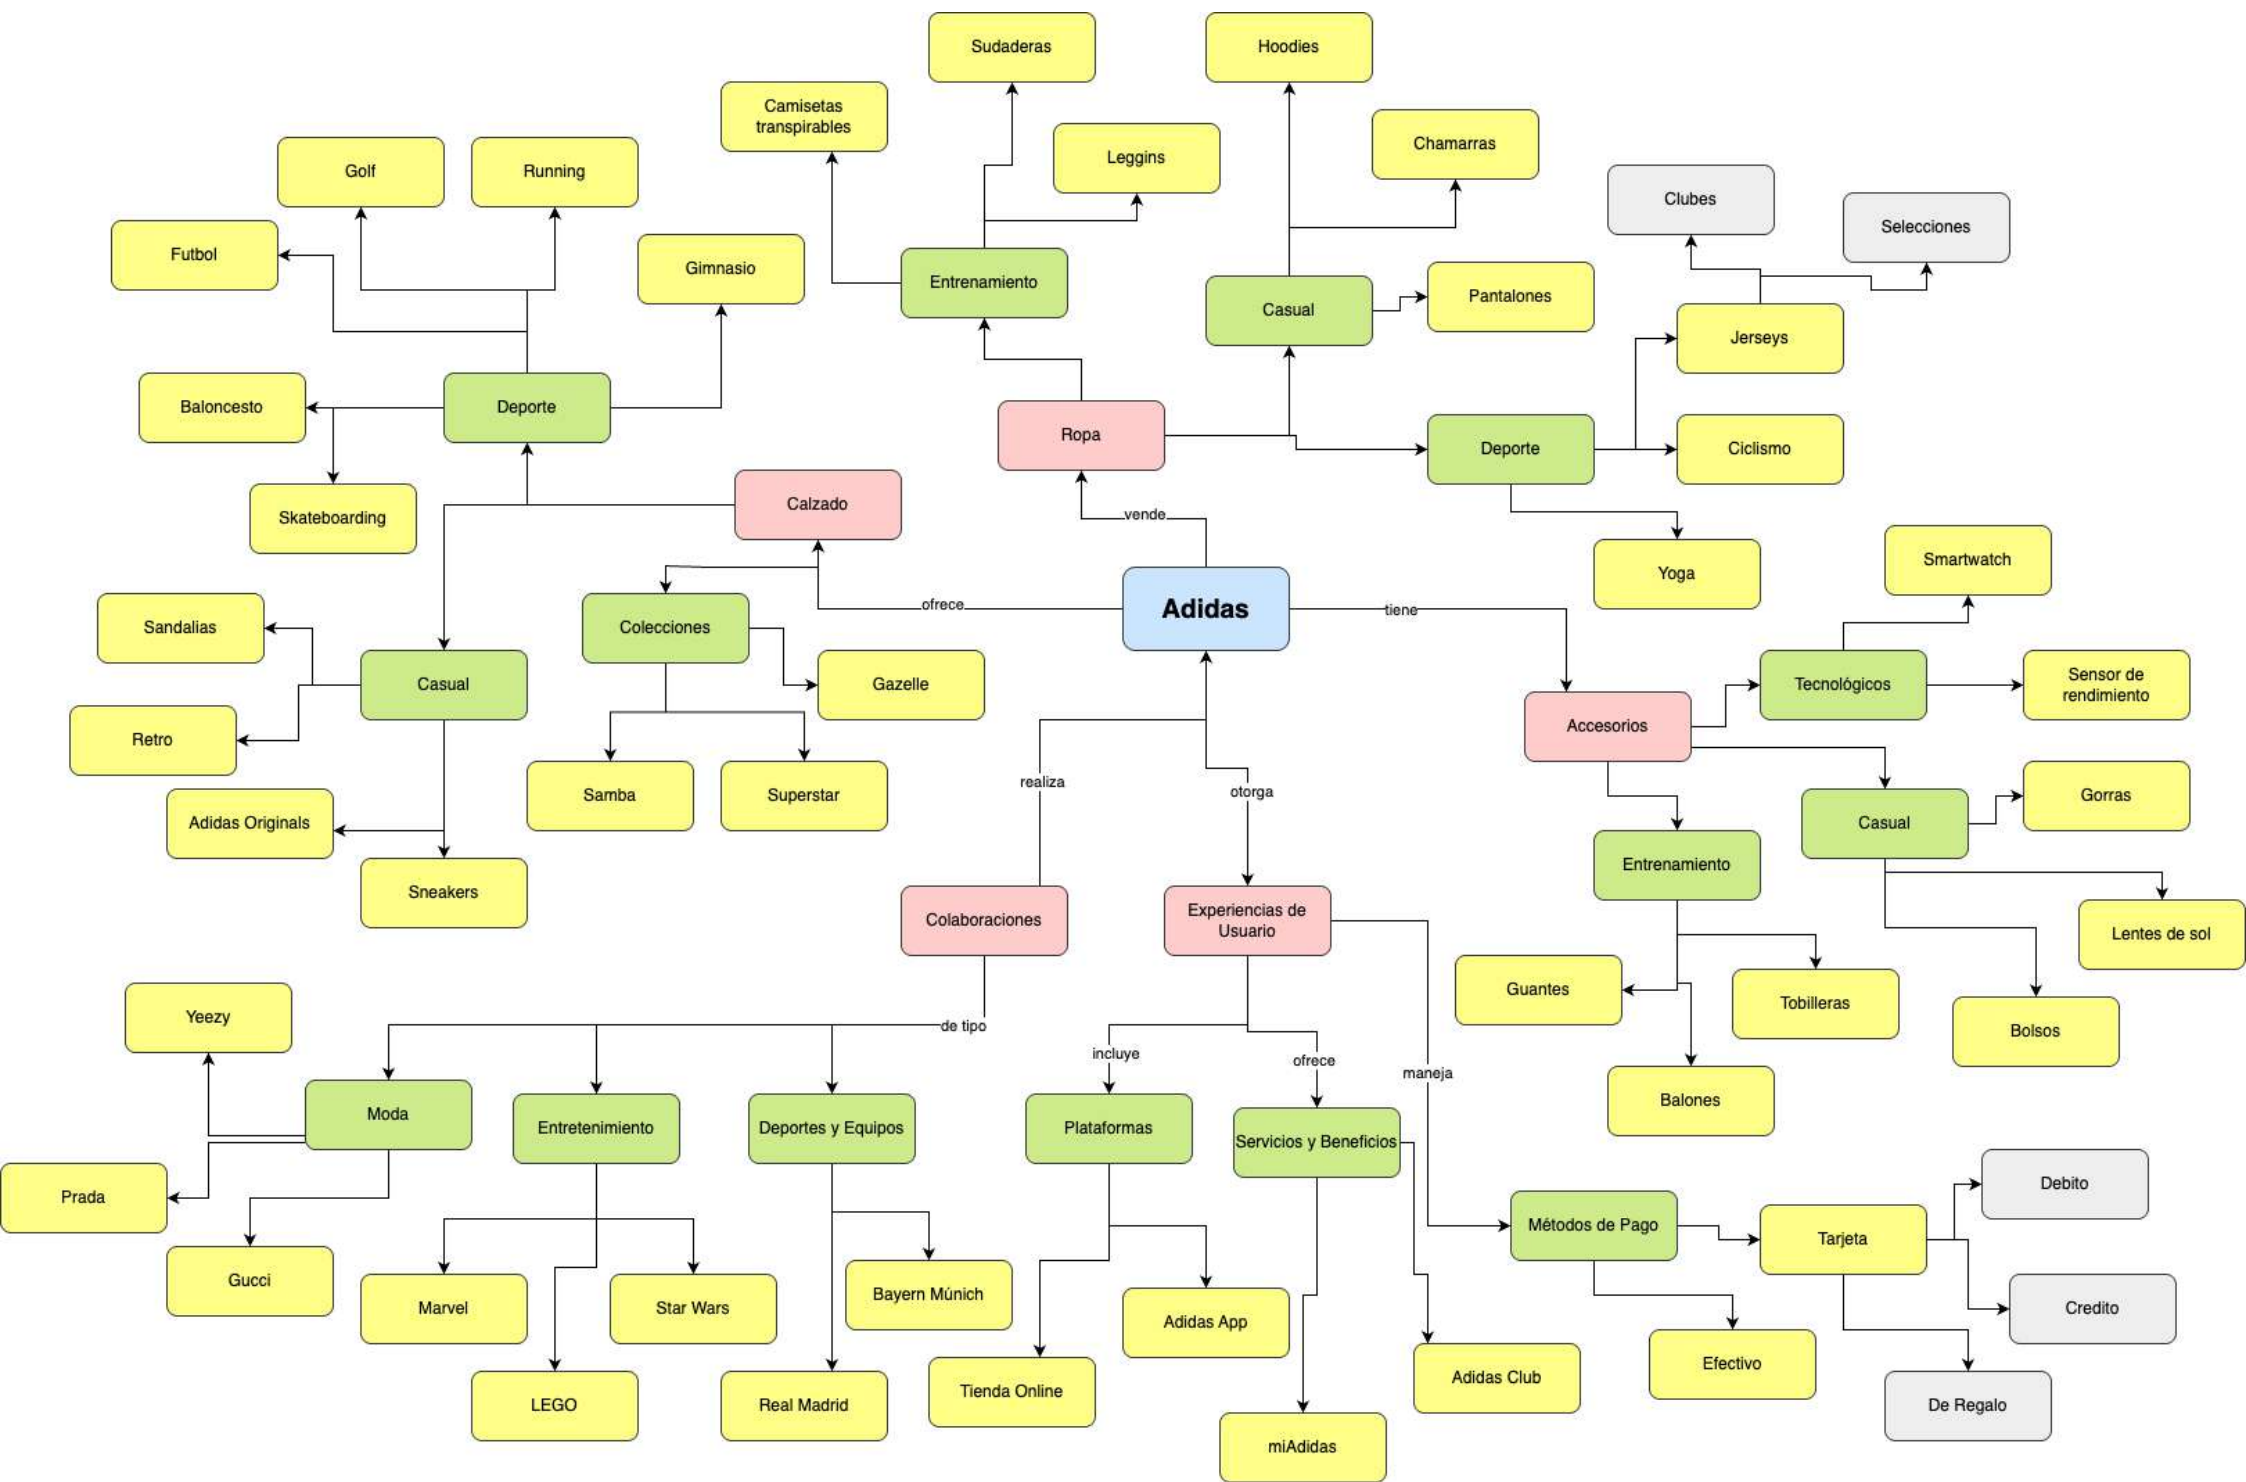 Sudaderas
Hoodies
Camisetas
transpirables
Chamarras
Leggins
Golf
Running
Clubes
Selecciones
Futbol
Gimnasio
Entrenamiento
Casual
Pantalones
Jerseys
Baloncesto
Deporte
Ropa
Deporte
Ciclismo
Skateboarding
Calzado
vende
Yoga
Smartwatch
Adidas
ofrece
tiene
Sandalias
Colecciones
Casual
Gazelle
Tecnológicos
Sensor de
rendimiento
Retro
Accesorios
Samba
Superstar
realiza
otorga
Gorras
Adidas Originals
Casual
Sneakers
Entrenamiento
Colaboraciones
Experiencias de
Usuario
Lentes de sol
Guantes
Tobilleras
Yeezy
de tipo
Bolsos
incluye
ofrece
maneja
Balones
Moda
Entretenimiento
Deportes y Equipos
Plataformas
Servicios y Beneficios
Prada
Debito
Métodos de Pago
Tarjeta
Gucci
Marvel
Star Wars
Bayern Múnich
Adidas App
Credito
Efectivo
LEGO
Real Madrid
Tienda Online
Adidas Club
De Regalo
miAdidas